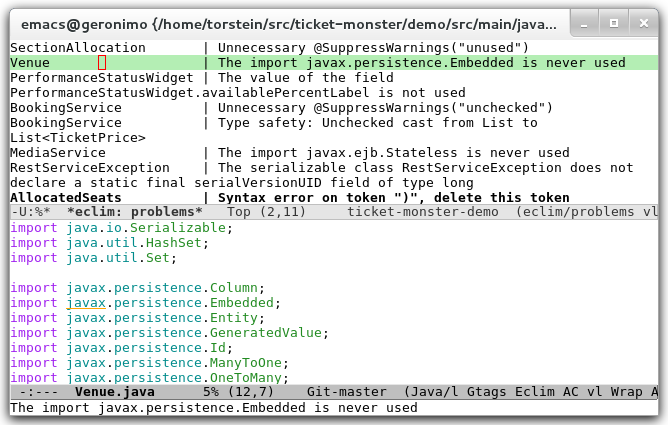 emacs@geronimo {/home/torstein/src/ticket-monster/demo/src/main/java...
SectionAllocation       | Unnecessary @SuppressWarnings("unused")
Venue                   | The import javax.persistence.Embedded is never used
PerformanceStatusWidget | The value of the field
PerformanceStatusWidget.availablePercentLabel is not used
BookingService          | Unnecessary @SuppressWarnings("unchecked")
BookingService          | Type safety: Unchecked cast from List to
List<TicketPrice>
MediaService            | The import javax.ejb.Stateless is never used
RestServiceException    | The serializable class RestServiceException does not
declare a static final serialVersionUID field of type long
AllocatedSeats          | Syntax error on token ")", delete this token
-U:%*  *eclim: problems*   Top (2,11)     ticket-monster-demo  (eclim/problems vl
import java.io.Serializable;
import java.util.HashSet;
import java.util.Set;

import javax.persistence.Column;
import javax.persistence.Embedded;
import javax.persistence.Entity;
import javax.persistence.GeneratedValue;
import javax.persistence.Id;
import javax.persistence.ManyToOne;
import javax.persistence.OneToMany;
-:---  Venue.java      5% (12,7)    Git-master  (Java/l Gtags Eclim AC vl Wrap A
The import javax.persistence.Embedded is never used